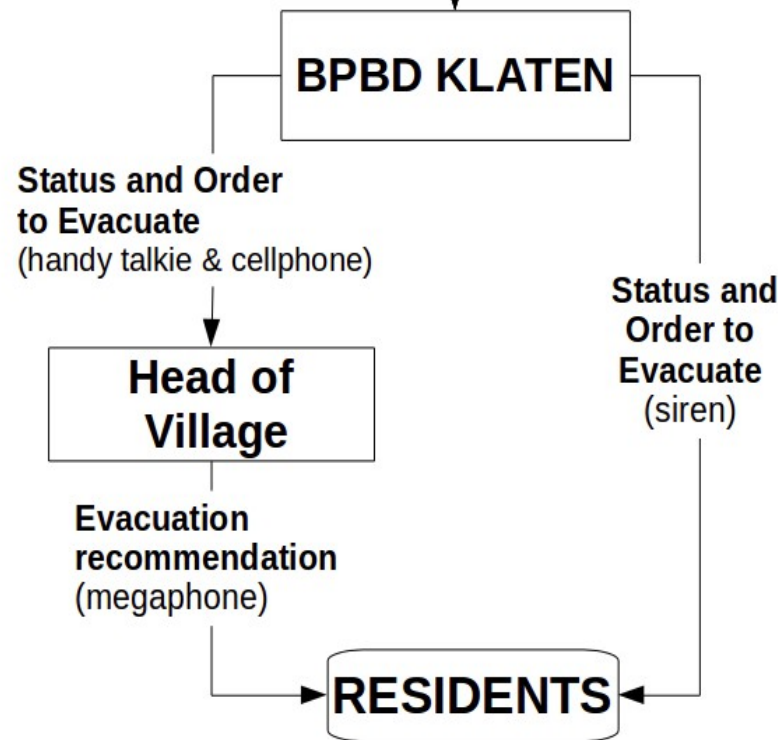 BPBD KLATEN
Status and Order
to Evacuate
(handy talkie & cellphone)
Status and
Order to
Evacuate
(siren)
Head of
Village
Evacuation
recommendation
(megaphone)
RESIDENTS